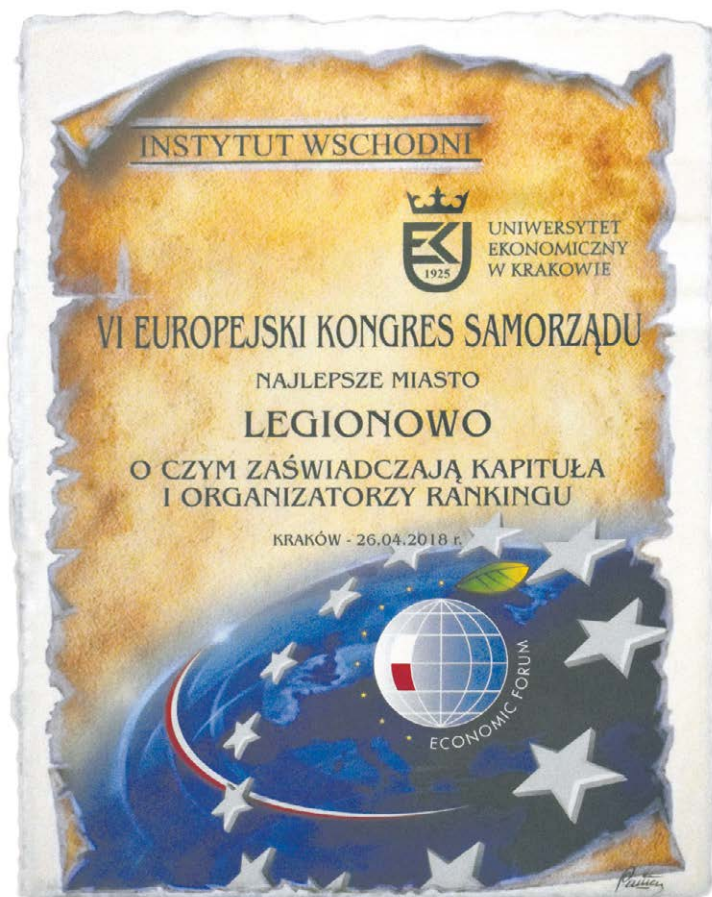 INSTYTUT WSCHODNI
1925
UNIWERSYTET
EKONOMICZNY
W KRAKOWIE
VI EUROPEJSKI KONGRES SAMORZĄDU
NAJLEPSZE MIASTO
LEGIONOWO
O CZYM ZAŚWIADCZAJĄ KAPITUŁA
I ORGANIZATORZY RANKINGU
KRAKÓW - 26.04.2018 r.
ECONOMIC FORUM